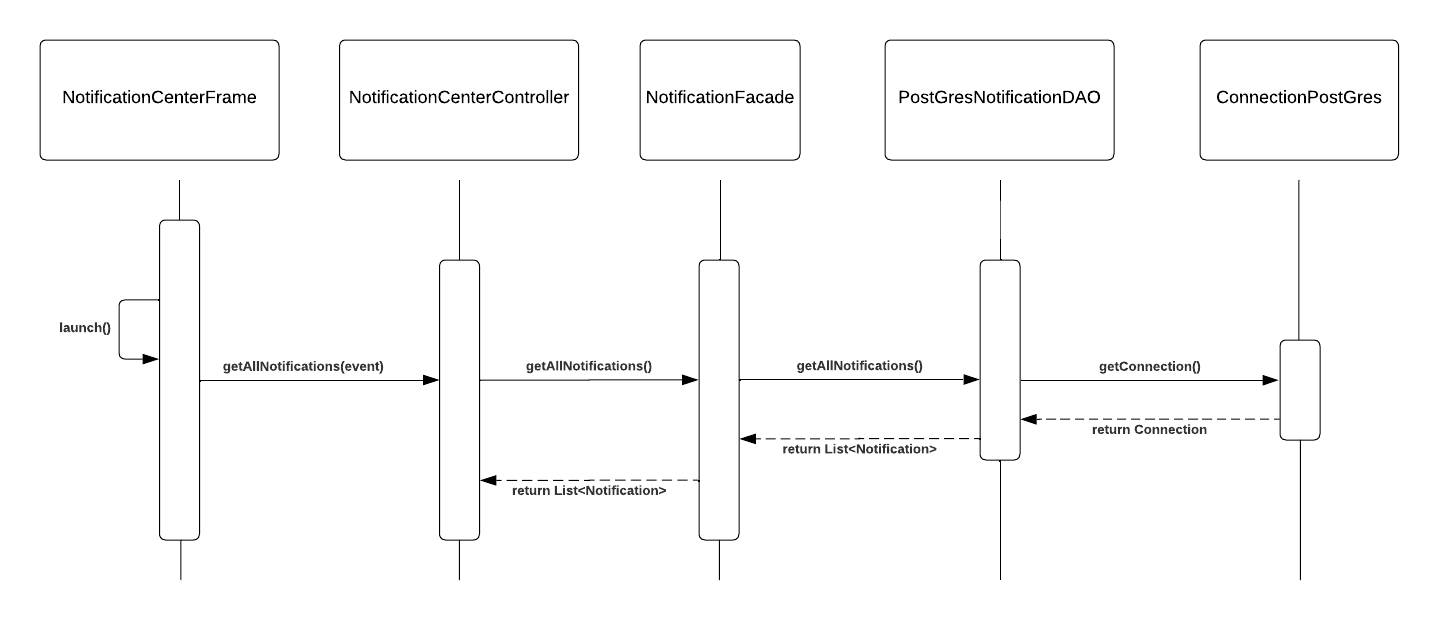 NotificationCenterFrame
NotificationCenterController
NotificationFacade
PostGresNotificationDAO
ConnectionPostGres
launch()
getAllNotifications(event)
getAllNotifications()
getAllNotifications()
getConnection()
return Connection
return List<Notification>
return List<Notification>